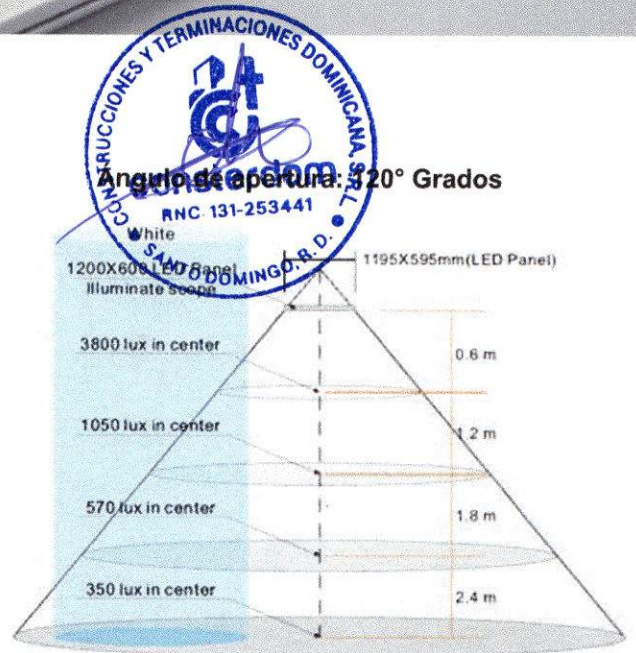 CONSTRUCCIONES Y TERMINACIONES DOMINICANA, SRL
RNC 131-253441
SANTO DOMINGO, R. D.
Angulo de apertura: 120° Grados
White
1200X600 LED Panel
Illuminate scope
1195X595mm(LED Panel)
3800 lux in center
0.6 m
1050 lux in center
1.2 m
570 lux in center
1.8 m
350 lux in center
2.4 m